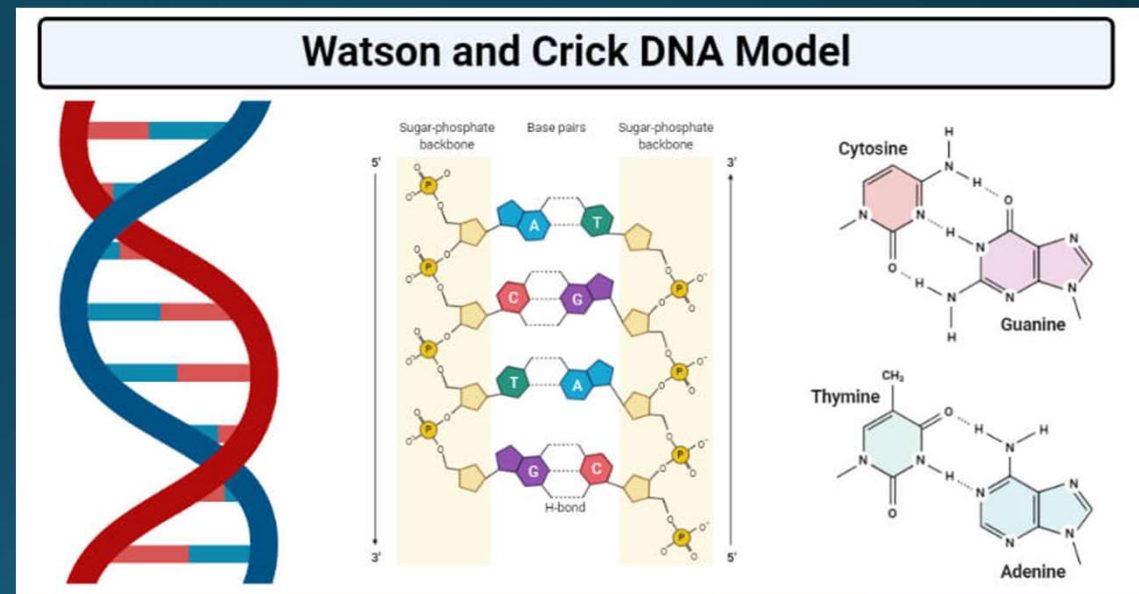 Watson and Crick DNA Model
Sugar-phosphate
backbone
Base pairs
Sugar-phosphate
backbone
5'
3'
O
O
P
O⁻
O
A
T
O
O
P
O⁻
O
O
C
G
P
O⁻
O
O
O
O
P
O⁻
O
O
T
A
P
O⁻
O
O
O
O
P
O⁻
O
O
G
C
P
O⁻
O
O
H-bond
O
P
O⁻
O
O
3'
5'
Cytosine
H
N
H
O
N
N
H
N
N
O
H
N
N
N
H
Guanine
CH₃
Thymine
O
H
H
N
N
N
H
N
N
O
N
N
Adenine